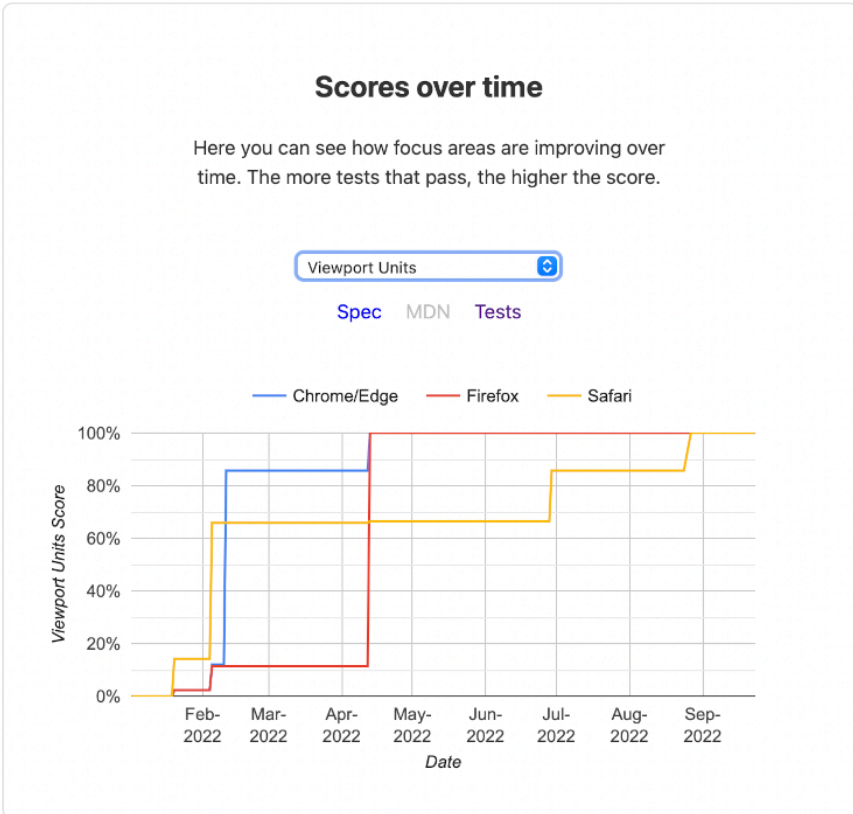 Scores over time
Here you can see how focus areas are improving over
time. The more tests that pass, the higher the score.
Viewport Units
Spec MDN Tests
Chrome/Edge Firefox Safari
100%
80%
60%
40%
20%
0%
Viewport Units Score
Feb- Mar- Apr- May- Jun- Jul- Aug- Sep-
2022 2022 2022 2022 2022 2022 2022 2022
Date